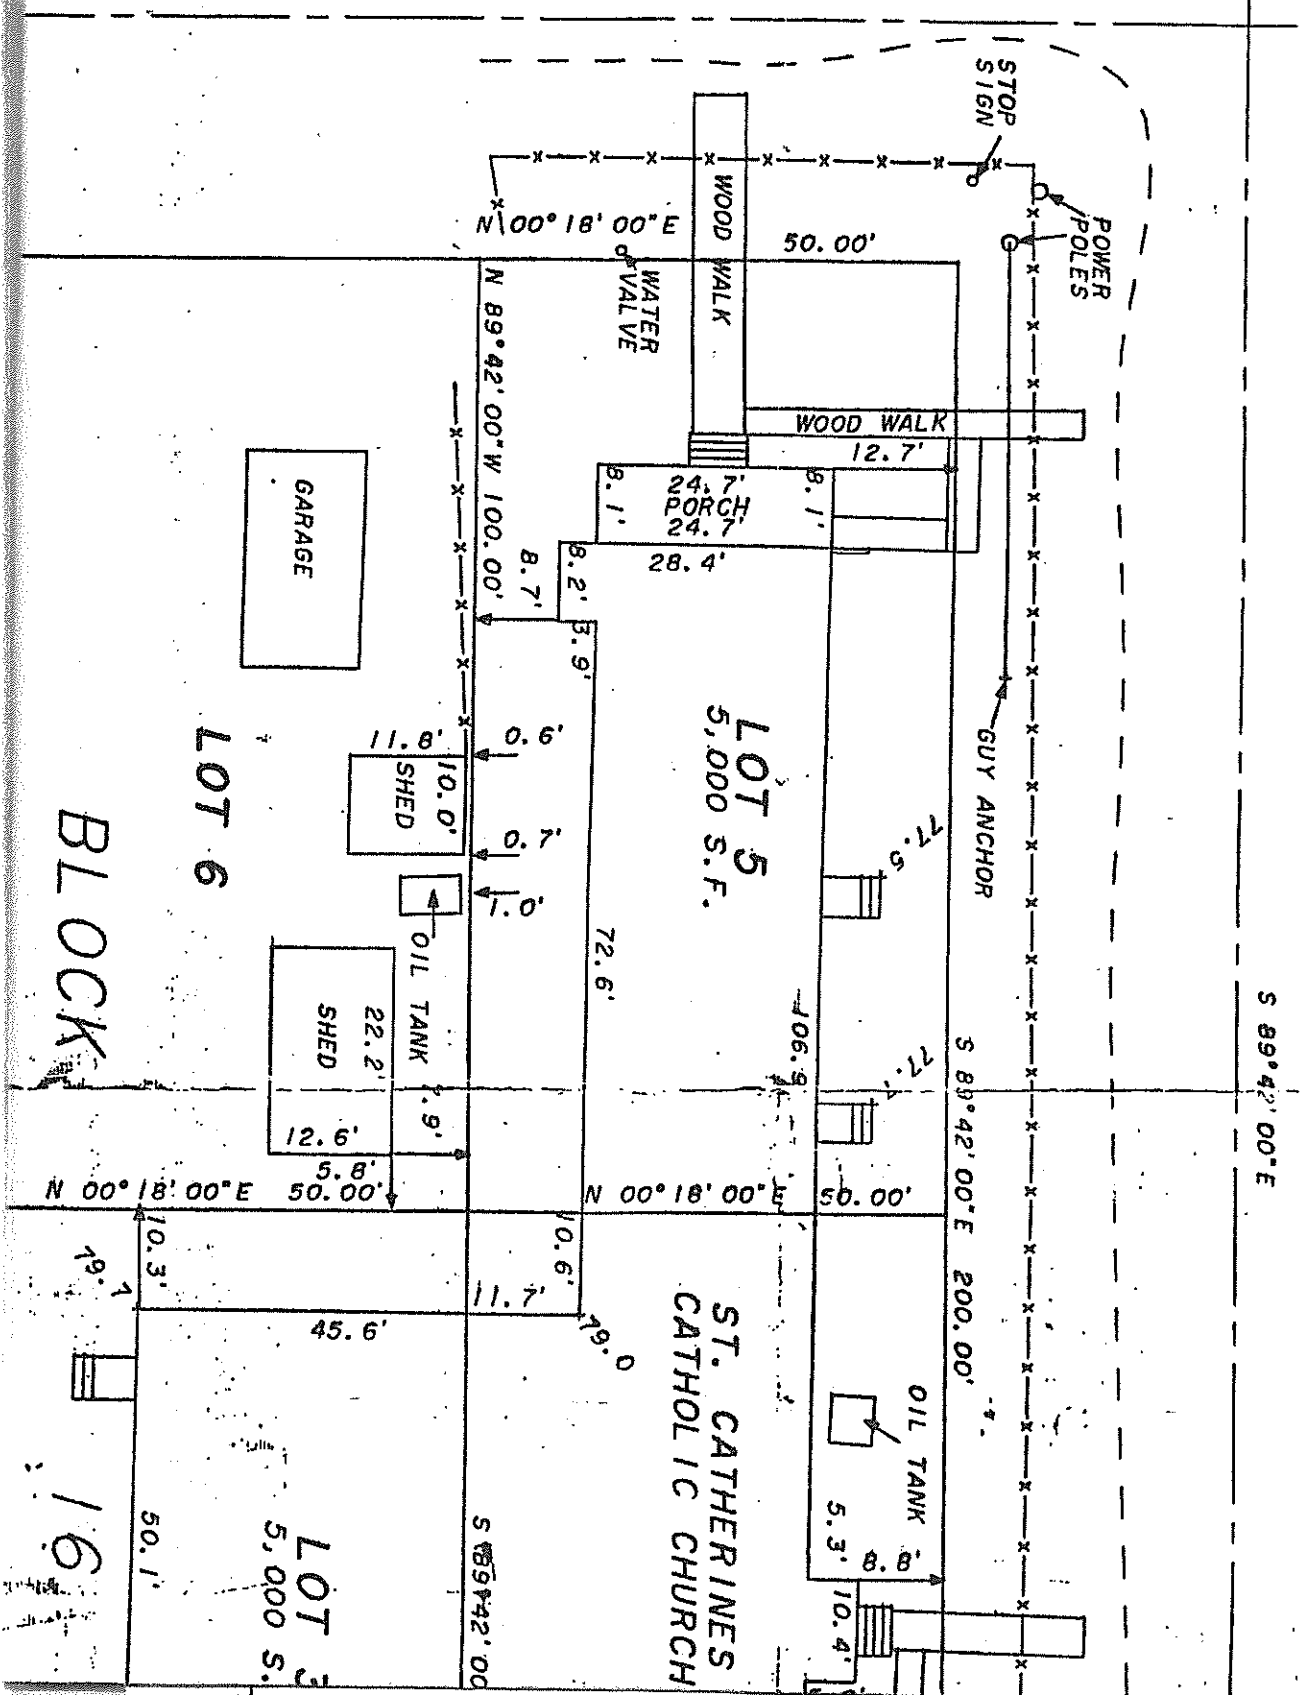 STOP
SIGN
POWER
POLES
WOOD WALK
N 00°18'00"E
50.00'
WATER
VALVE
N 89°42'00"W 100.00'
WOOD WALK
12.7'
8.1'
24.7'
PORCH
24.7'
8.1'
28.4'
8.2'
8.7'
3.9'
GARAGE
GUY ANCHOR
LOT 5
5,000 S.F.
LOT 6
BLOCK
11.8'
0.6'
10.0'
SHED
0.7'
1.0'
OIL TANK
77.5
72.6'
106.9
S 89°42'00"E
22.2'
SHED
12.6'
5.8'
N 00°18'00"E 50.00'
N 00°18'00"E 50.00'
S 89°42'00"E 200.00'
10.3'
79.7
10.6'
11.7'
45.6'
79.0
ST. CATHERINES
CATHOLIC CHURCH
OIL TANK
5.3'
8.8'
10.4'
50.1'
16
LOT 3
5,000 S.
S 89°42'00